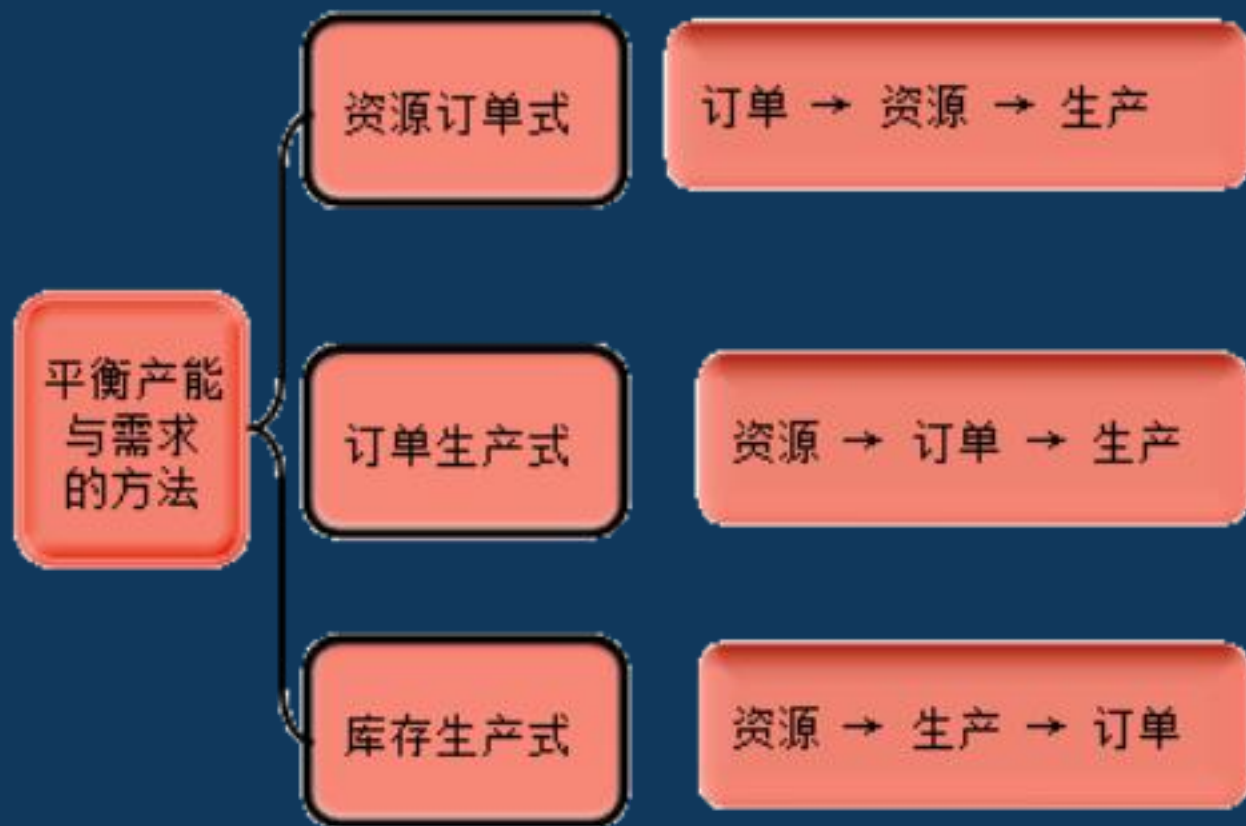 资源订单式
订单 → 资源 → 生产
平衡产能
与需求
的方法
订单生产式
资源 → 订单 → 生产
库存生产式
资源 → 生产 → 订单